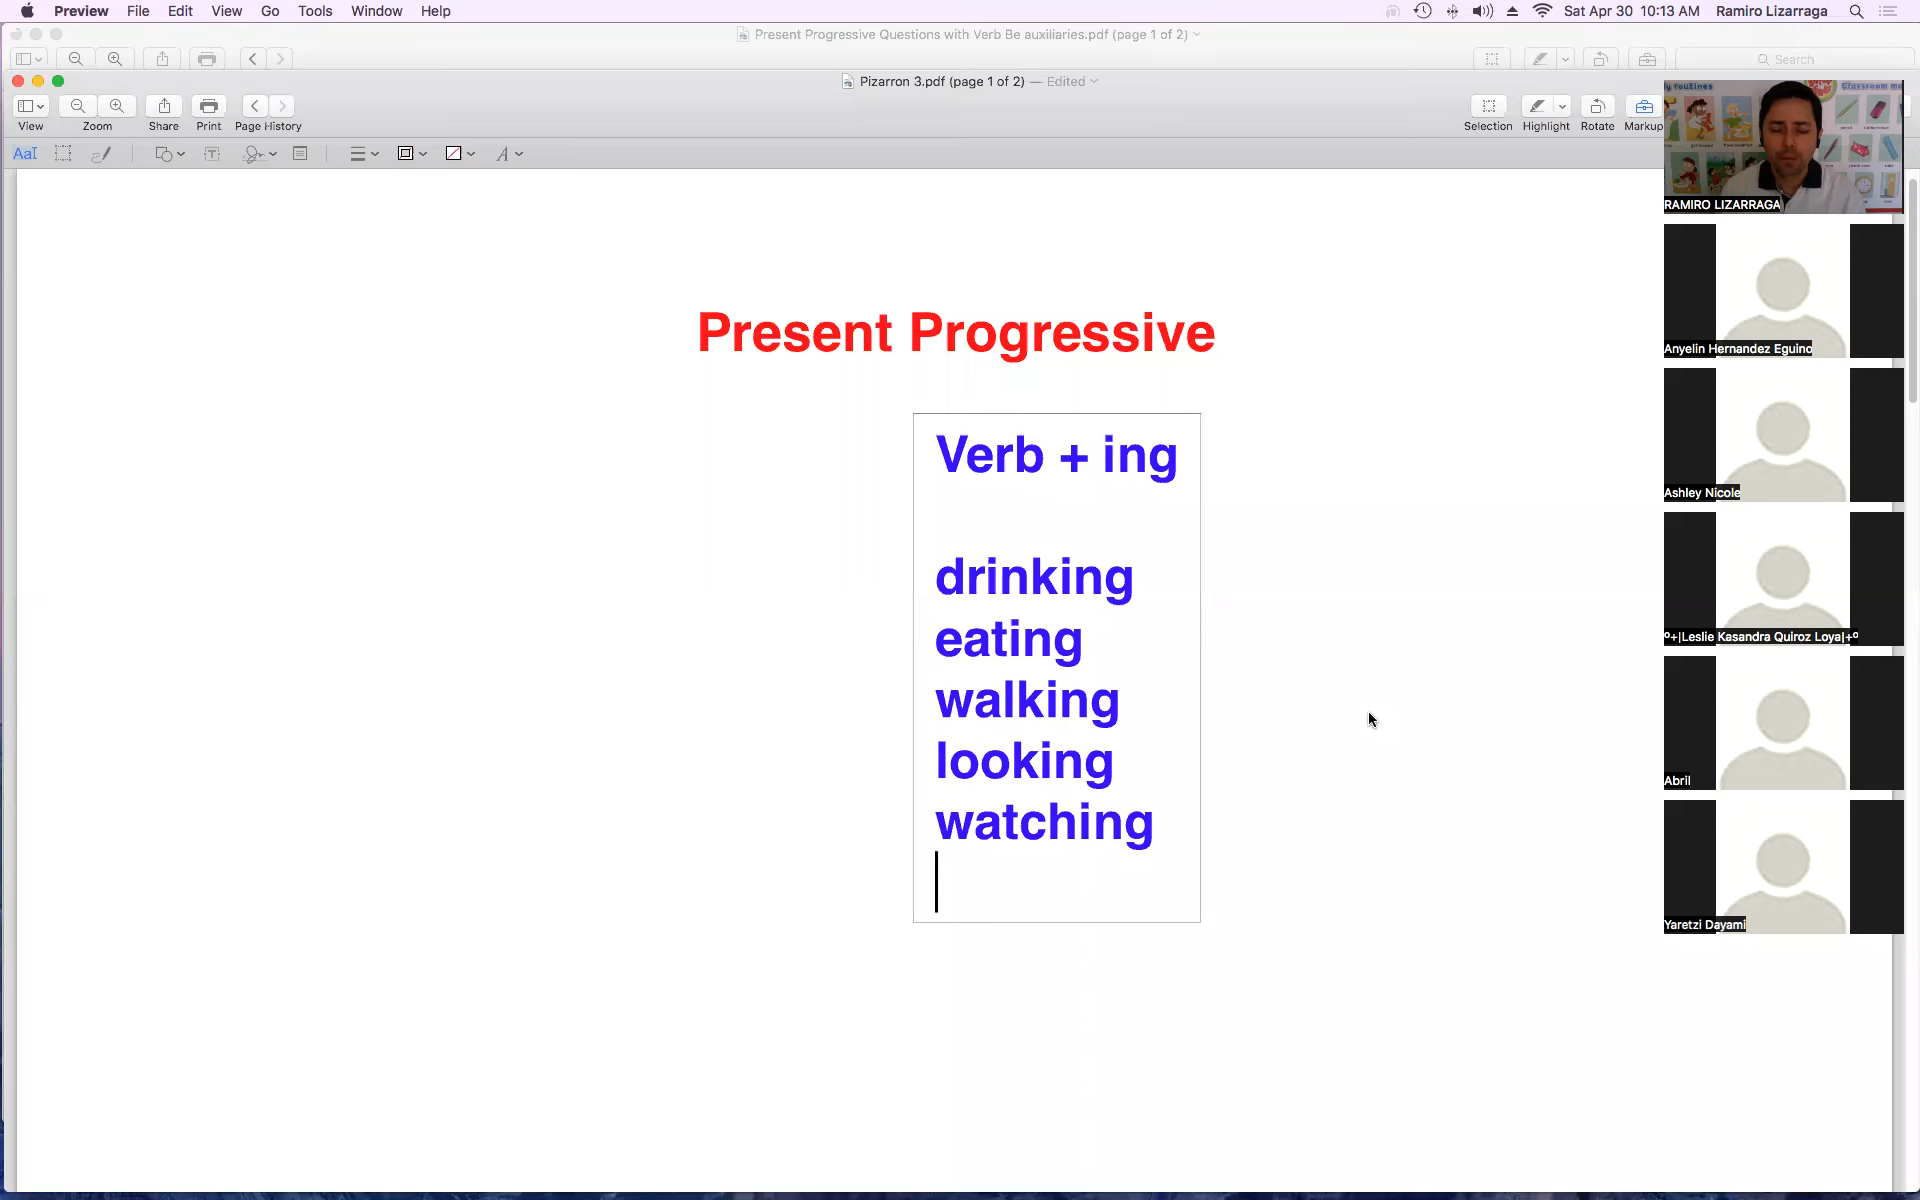 Preview File Edit View Go Tools Window Help
Sat Apr 30 10:13 AM Ramiro Lizarraga
Present Progressive Questions with Verb Be auxiliaries.pdf (page 1 of 2)
Search
Pizarron 3.pdf (page 1 of 2) — Edited
View Zoom Share Print Page History
Selection Highlight Rotate Markup
AaI T A
Present Progressive
Verb + ing
drinking
eating
walking
looking
watching
y routines
Classroom
RAMIRO LIZARRAGA
Anyelin Hernandez Eguino
Ashley Nicole
º+|Leslie Kasandra Quiroz Loya|+º
Abril
Yaretzi Dayami